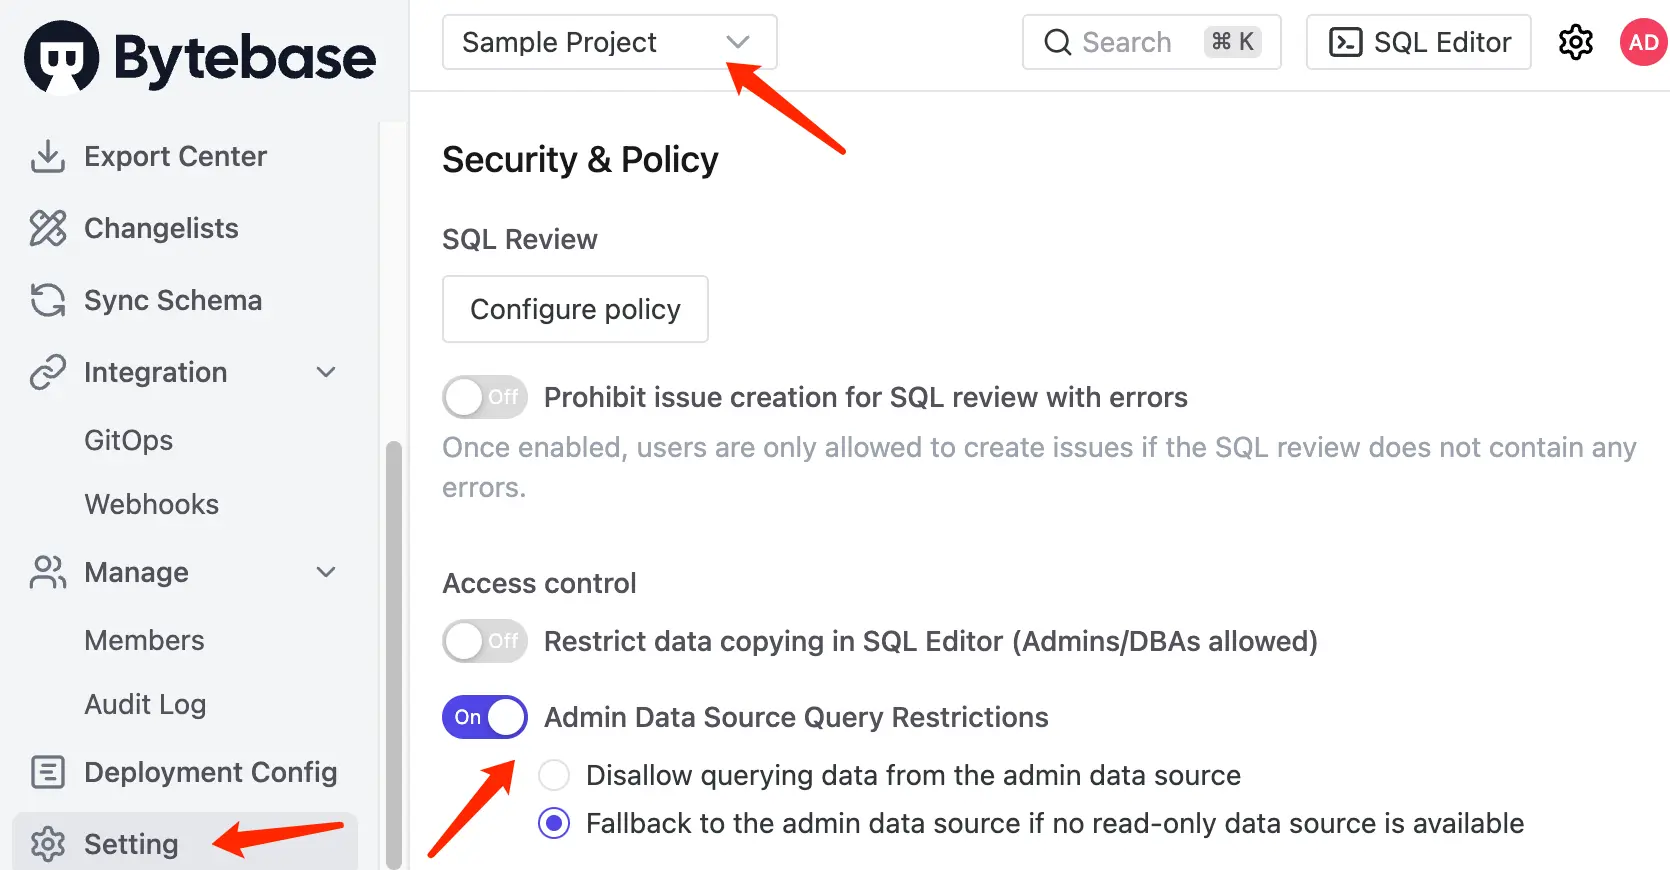 Bytebase
Sample Project
Search
⌘ K
SQL Editor
AD
Export Center
Changelists
Sync Schema
Integration
GitOps
Webhooks
Manage
Members
Audit Log
Deployment Config
Setting
Security & Policy
SQL Review
Configure policy
Off
Prohibit issue creation for SQL review with errors
Once enabled, users are only allowed to create issues if the SQL review does not contain any
errors.
Access control
Off
Restrict data copying in SQL Editor (Admins/DBAs allowed)
On
Admin Data Source Query Restrictions
Disallow querying data from the admin data source
Fallback to the admin data source if no read-only data source is available